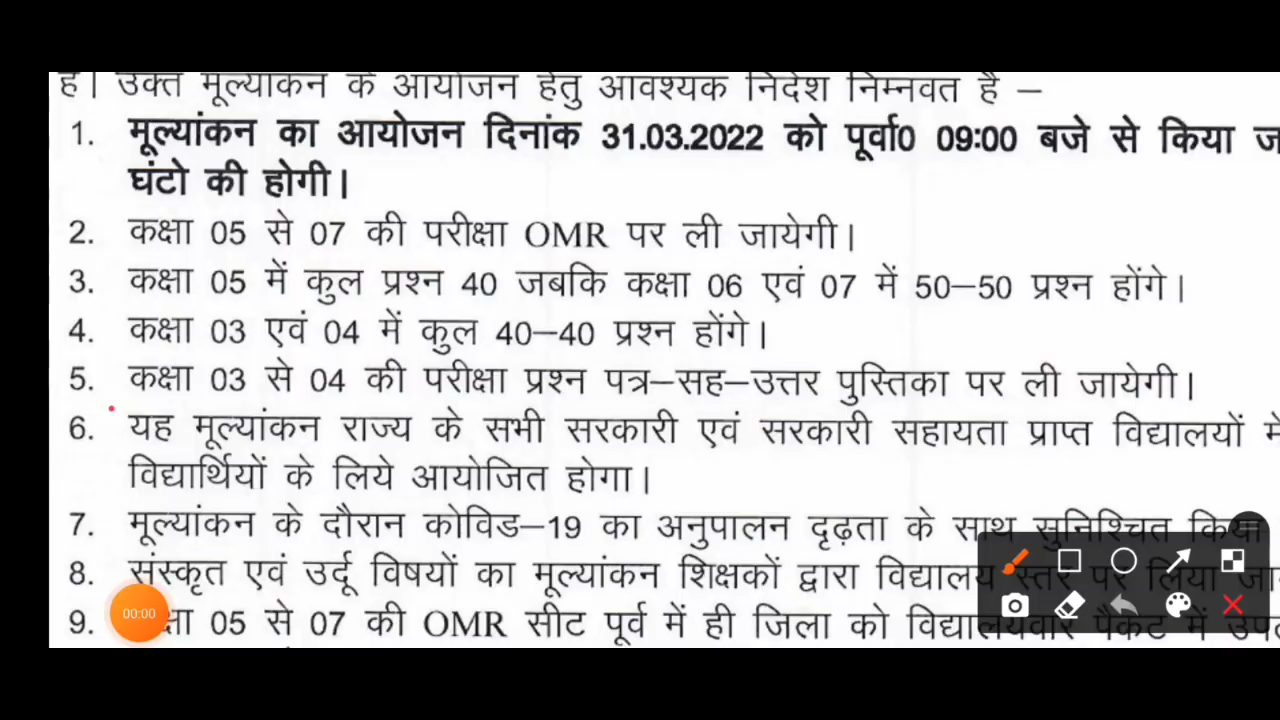 है। उक्त मूल्यांकन के आयोजन हेतु आवश्यक निर्देश निम्नवत है –
1. मूल्यांकन का आयोजन दिनांक 31.03.2022 को पूर्वा0 09:00 बजे से किया
घंटो की होगी।
2. कक्षा 05 से 07 की परीक्षा OMR पर ली जायेगी।
3. कक्षा 05 में कुल प्रश्न 40 जबकि कक्षा 06 एवं 07 में 50–50 प्रश्न होंगे।
4. कक्षा 03 एवं 04 में कुल 40–40 प्रश्न होंगे।
5. कक्षा 03 से 04 की परीक्षा प्रश्न पत्र–सह–उत्तर पुस्तिका पर ली जायेगी।
6. यह मूल्यांकन राज्य के सभी सरकारी एवं सरकारी सहायता प्राप्त विद्यालयों
विद्यार्थियों के लिये आयोजित होगा।
7. मूल्यांकन के दौरान कोविड–19 का अनुपालन दृढ़ता के साथ सुनिश्चित किया
8. संस्कृत एवं उर्दू विषयों का मूल्यांकन शिक्षकों द्वारा विद्यालय स्तर पर लिया
9. 05 से 07 की OMR सीट पूर्व में ही जिला को विद्यालयवार पैकेट में
00:00